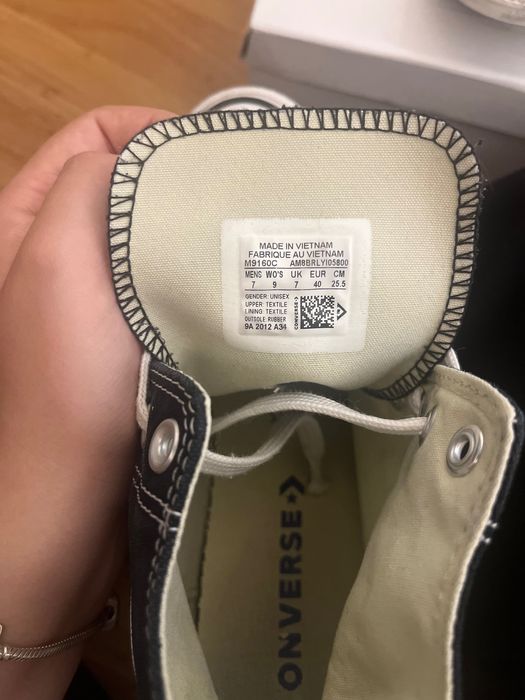 MADE IN VIETNAM
FABRIQUE AU VIETNAM
M9160C AM8BRLYI05800
MENS WO'S UK EUR CM
7 9 7 40 25.5
GENDER: UNISEX
UPPER: TEXTILE
LINING: TEXTILE
OUTSOLE: RUBBER
9A 2012 A34
CONVERSE
ONVERSE